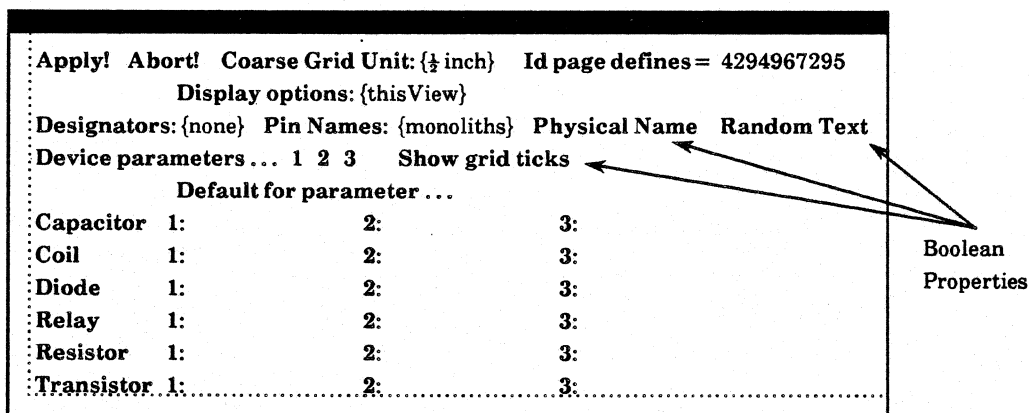 Apply! Abort! Coarse Grid Unit: {½ inch} Id page defines = 4294967295
Display options: {thisView}
Designators: {none} Pin Names: {monoliths} Physical Name Random Text
Device parameters ... 1 2 3 Show grid ticks
Default for parameter ...
Capacitor 1: 2: 3:
Coil 1: 2: 3:
Diode 1: 2: 3:
Relay 1: 2: 3:
Resistor 1: 2: 3:
Transistor 1: 2: 3:
Boolean
Properties